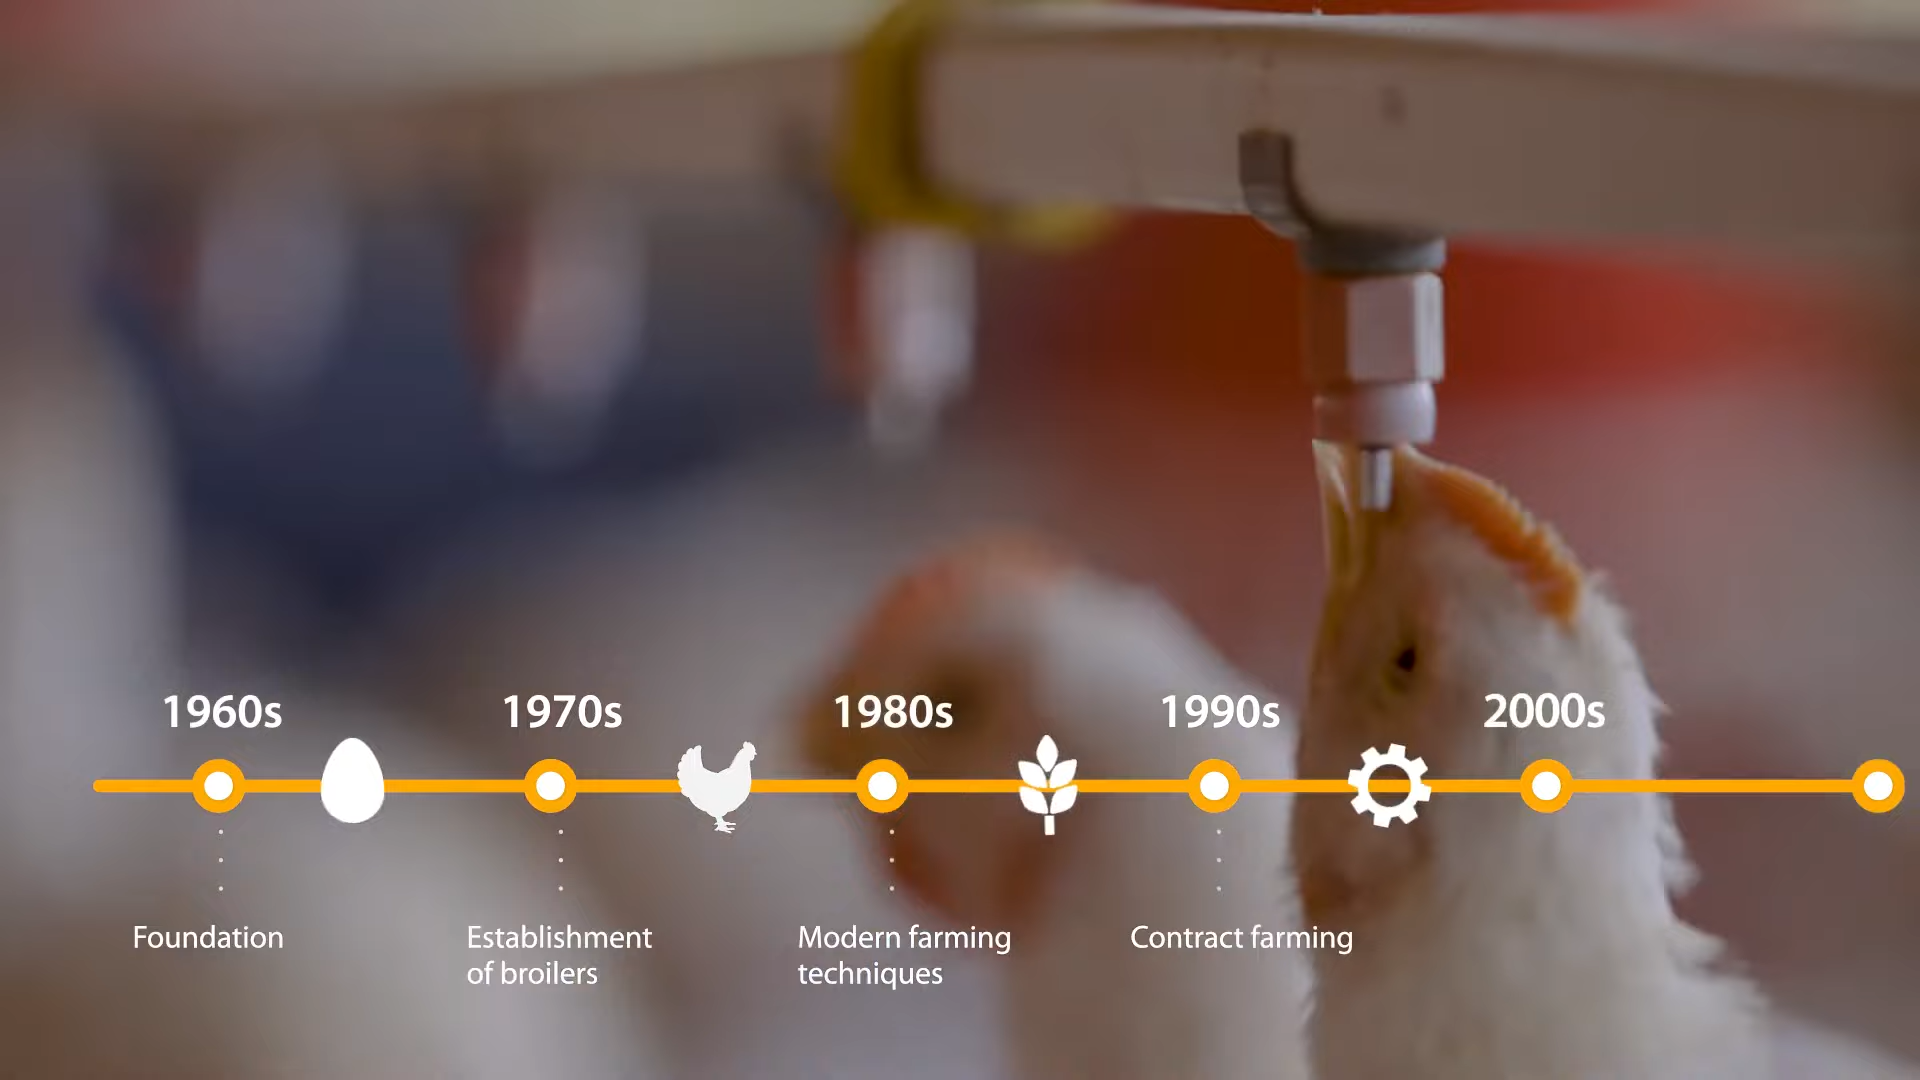 1960s
1970s
1980s
1990s
2000s
Foundation
Establishment
of broilers
Modern farming
techniques
Contract farming